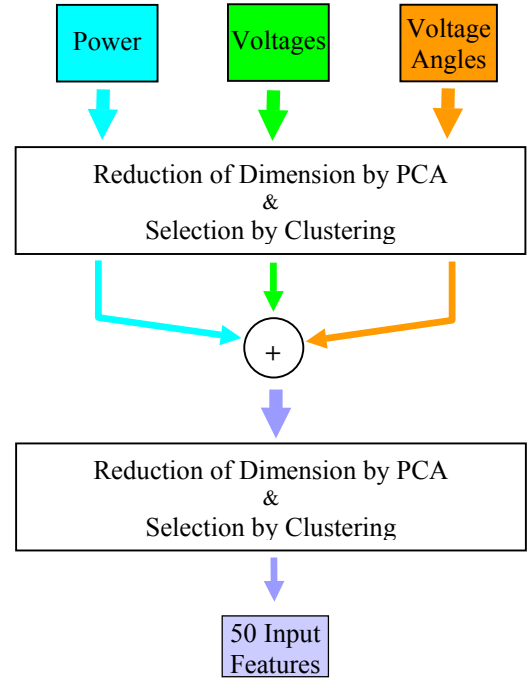 Power
Voltages
Voltage
Angles
Reduction of Dimension by PCA
&
Selection by Clustering
+
Reduction of Dimension by PCA
&
Selection by Clustering
50 Input
Features